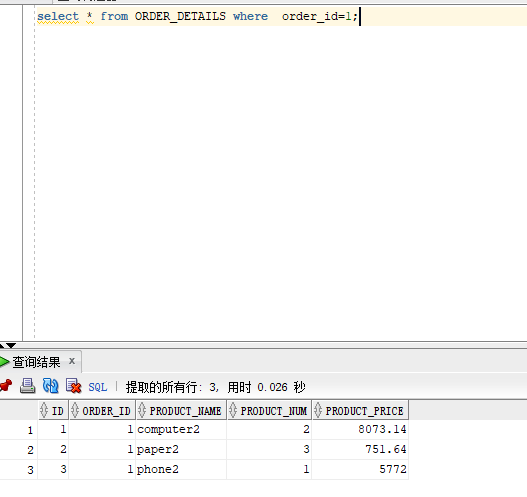 select * from ORDER_DETAILS where  order_id=1;
查询结果 x
SQL | 提取的所有行: 3, 用时 0.026 秒
ID ORDER_ID PRODUCT_NAME PRODUCT_NUM PRODUCT_PRICE
1 1 1 computer2 2 8073.14
2 2 1 paper2 3 751.64
3 3 1 phone2 1 5772